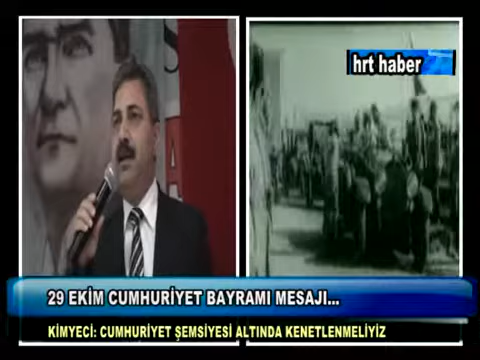 hrt haber
29 EKİM CUMHURİYET BAYRAMI MESAJI...
KİMYECİ: CUMHURİYET ŞEMSİYESİ ALTINDA KENETLENMELİYİZ